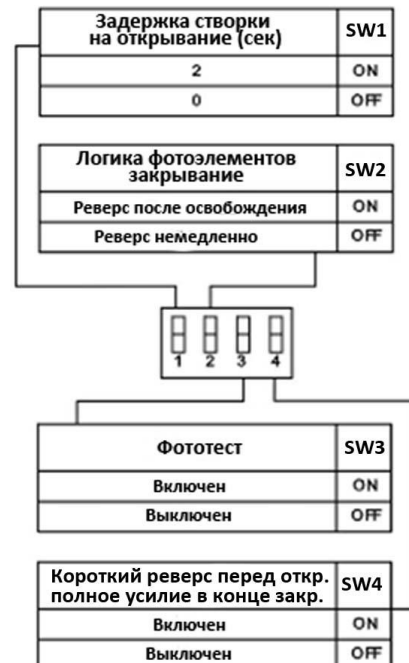 Задержка створки
на открывание (сек)
SW1
2
ON
0
OFF
Логика фотоэлементов
закрывание
SW2
Реверс после освобождения
ON
Реверс немедленно
OFF
1 2 3 4
Фототест
SW3
Включен
ON
Выключен
OFF
Короткий реверс перед откр.
полное усилие в конце закр.
SW4
Включен
ON
Выключен
OFF